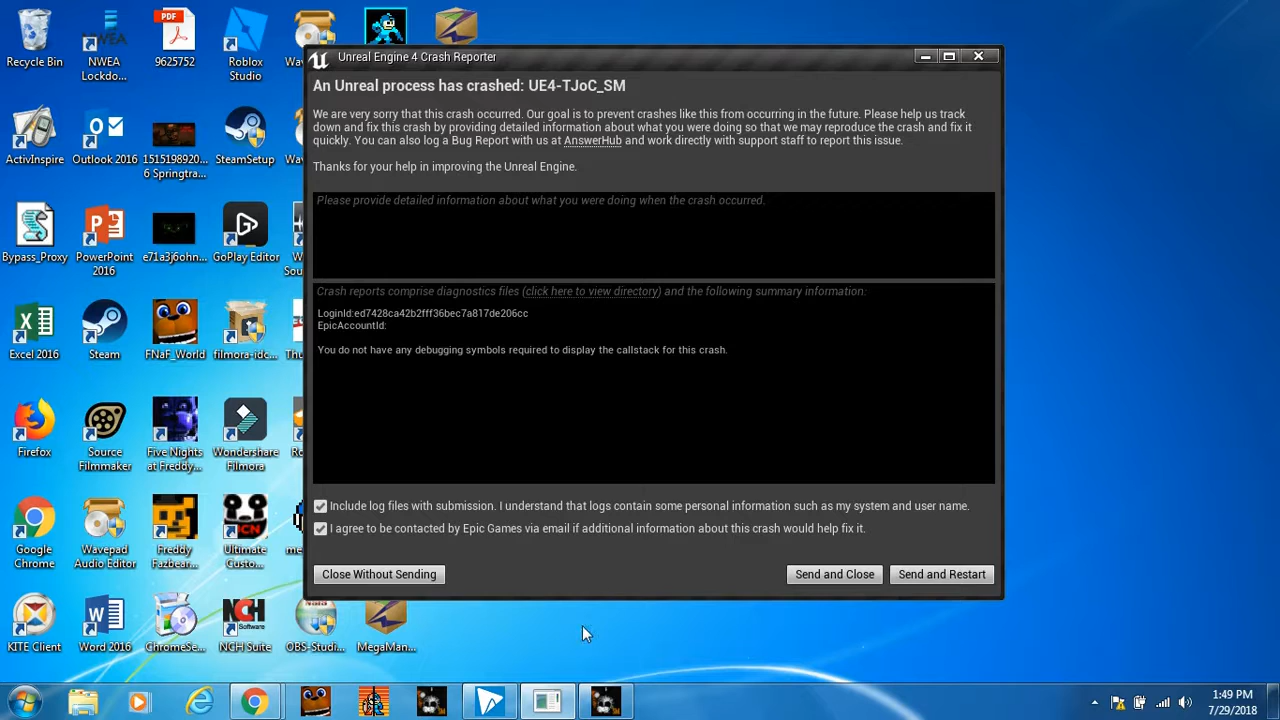 Recycle Bin
NWEA
Lockdo...
PDF
9625752
Roblox
Studio
Unreal Engine 4 Crash Reporter
An Unreal process has crashed: UE4-TJoC_SM
We are very sorry that this crash occurred. Our goal is to prevent crashes like this from occurring in the future. Please help us track
down and fix this crash by providing detailed information about what you were doing so that we may reproduce the crash and fix it
quickly. You can also log a Bug Report with us at AnswerHub and work directly with support staff to report this issue.
Thanks for your help in improving the Unreal Engine.
Please provide detailed information about what you were doing when the crash occurred.
Crash reports comprise diagnostics files (click here to view directory) and the following summary information:
LoginId:ed7428ca42b2fff36bec7a817de206cc
EpicAccountId:
You do not have any debugging symbols required to display the callstack for this crash.
Include log files with submission. I understand that logs contain some personal information such as my system and user name.
I agree to be contacted by Epic Games via email if additional information about this crash would help fix it.
Close Without Sending
Send and Close
Send and Restart
ActivInspire
Outlook 2016
1515198920...
6 Springtra...
SteamSetup
Bypass_Proxy
PowerPoint
2016
e71a3j6ohn...
GoPlay Editor
Excel 2016
Steam
FNaF_World
filmora-idc...
Firefox
Source
Filmmaker
Five Nights
at Freddy...
Wondershare
Filmora
Google
Chrome
Wavepad
Audio Editor
Freddy
Fazbear...
UCN
Ultimate
Custo...
KITE Client
Word 2016
ChromeSe...
NCH
Software
NCH Suite
OBS-Studi...
MegaMan...
1:49 PM
7/29/2018